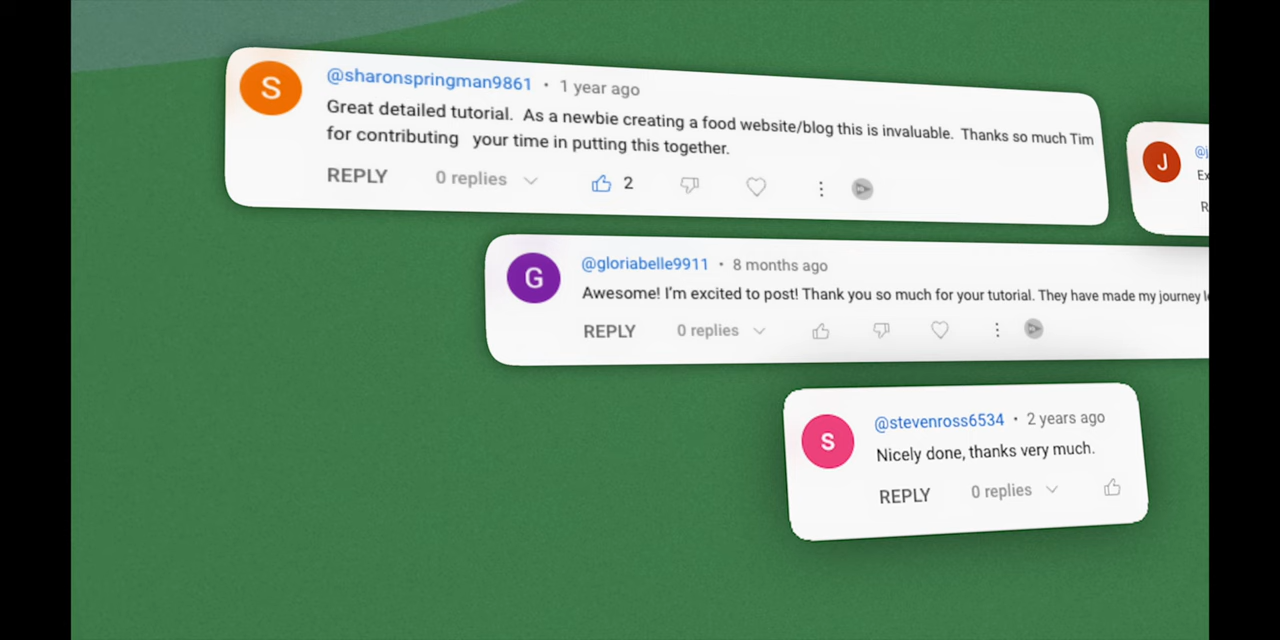 S
@sharonspringman9861 • 1 year ago
Great detailed tutorial. As a newbie creating a food website/blog this is invaluable. Thanks so much Tim
for contributing your time in putting this together.
REPLY 0 replies 2
J
R
G
@gloriabelle9911 • 8 months ago
Awesome! I'm excited to post! Thank you so much for your tutorial. They have made my journey
REPLY 0 replies
S
@stevenross6534 • 2 years ago
Nicely done, thanks very much.
REPLY 0 replies